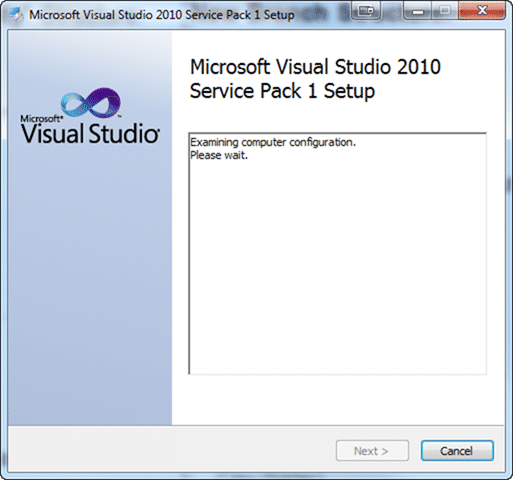 Microsoft Visual Studio 2010 Service Pack 1 Setup
Microsoft®
Visual Studio®
Microsoft Visual Studio 2010
Service Pack 1 Setup
Examining computer configuration.
Please wait.
Next >
Cancel